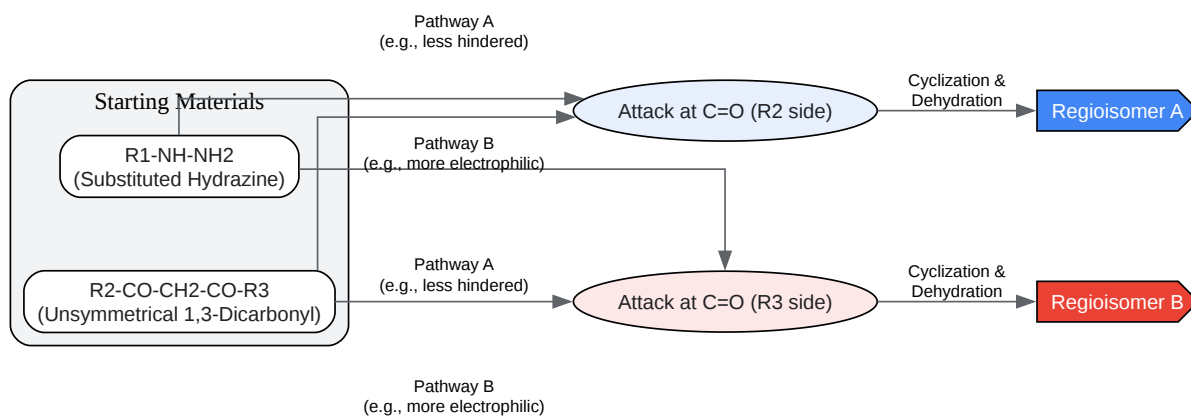 Pathway A
(e.g., less hindered)
Starting Materials
Cyclization &
Dehydration
Attack at C=O (R2 side)
Regioisomer A
R1-NH-NH2
(Substituted Hydrazine)
Pathway B
(e.g., more electrophilic)
Pathway A
(e.g., less hindered)
Cyclization &
Dehydration
R2-CO-CH2-CO-R3
(Unsymmetrical 1,3-Dicarbonyl)
Attack at C=O (R3 side)
Regioisomer B
Pathway B
(e.g., more electrophilic)